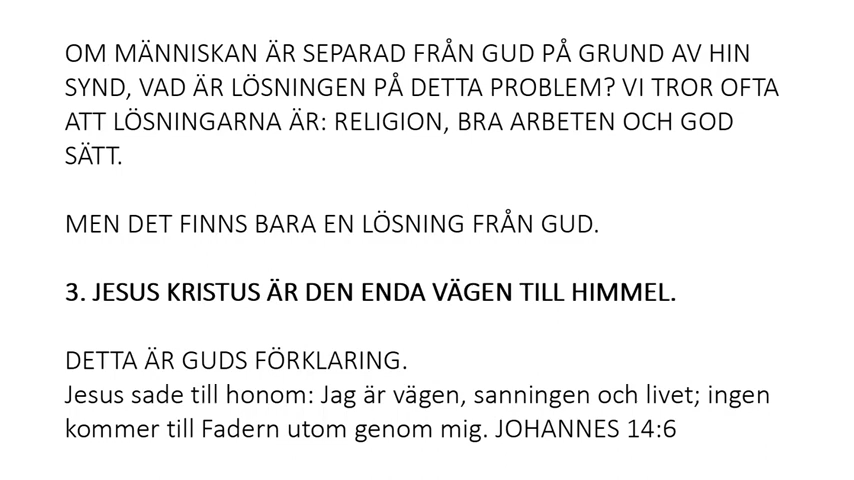 OM MÄNNISKAN ÄR SEPARAD FRÅN GUD PÅ GRUND AV HIN
SYND, VAD ÄR LÖSNINGEN PÅ DETTA PROBLEM? VI TROR OFTA
ATT LÖSNINGARNA ÄR: RELIGION, BRA ARBETEN OCH GOD
SÄTT.
MEN DET FINNS BARA EN LÖSNING FRÅN GUD.
3. JESUS KRISTUS ÄR DEN ENDA VÄGEN TILL HIMMEL.
DETTA ÄR GUDS FÖRKLARING.
Jesus sade till honom: Jag är vägen, sanningen och livet; ingen
kommer till Fadern utom genom mig. JOHANNES 14:6